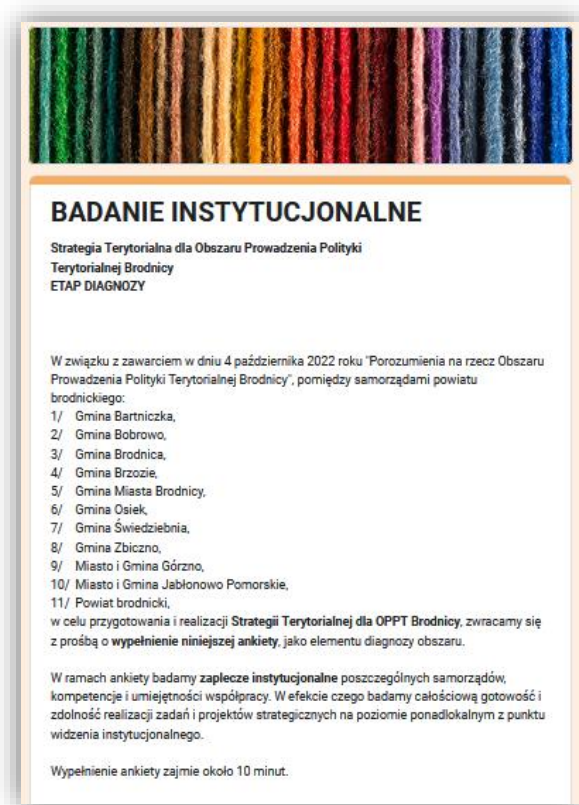 BADANIE INSTYTUCJONALNE
Strategia Terytorialna dla Obszaru Prowadzenia Polityki
Terytorialnej Brodnicy
ETAP DIAGNOZY
W związku z zawarciem w dniu 4 października 2022 roku "Porozumienia na rzecz Obszaru
Prowadzenia Polityki Terytorialnej Brodnicy", pomiędzy samorządami powiatu
brodnickiego:
1/ Gmina Bartniczka,
2/ Gmina Bobrowo,
3/ Gmina Brodnica,
4/ Gmina Brzozie,
5/ Gmina Miasta Brodnicy,
6/ Gmina Osiek,
7/ Gmina Świedziebnia,
8/ Gmina Zbiczno,
9/ Miasto i Gmina Górzno,
10/ Miasto i Gmina Jabłonowo Pomorskie,
11/ Powiat brodnicki,
w celu przygotowania i realizacji Strategii Terytorialnej dla OPPT Brodnicy, zwracamy się
z prośbą o wypełnienie niniejszej ankiety, jako elementu diagnozy obszaru.
W ramach ankiety badamy zaplecze instytucjonalne poszczególnych samorządów,
kompetencje i umiejętności współpracy. W efekcie czego badamy całościową gotowość i
zdolność realizacji zadań i projektów strategicznych na poziomie ponadlokalnym z punktu
widzenia instytucjonalnego.
Wypełnienie ankiety zajmie około 10 minut.